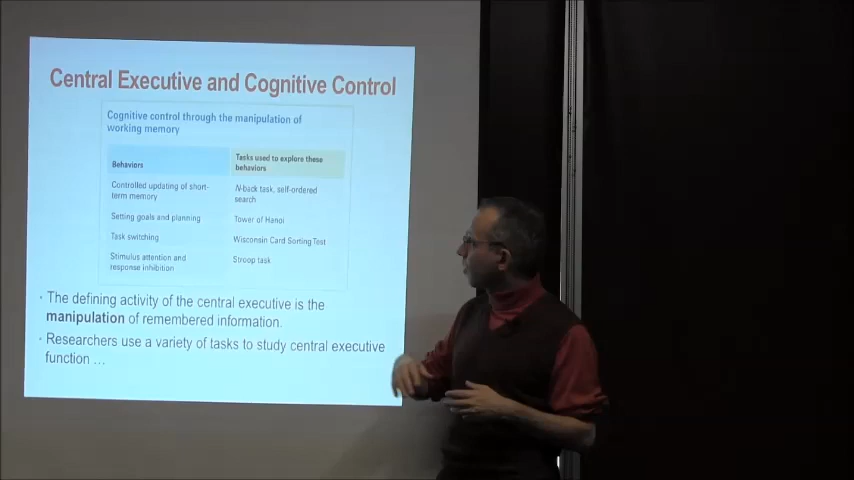 Central Executive and Cognitive Control
Cognitive control through the manipulation of
working memory
Behaviors
Tasks used to explore these
behaviors
Controlled updating of short-
term memory
N-back task, self-ordered
search
Setting goals and planning
Tower of Hanoi
Task switching
Wisconsin Card Sorting Test
Stimulus attention and
response inhibition
Stroop task
· The defining activity of the central executive is the
manipulation of remembered information.
· Researchers use a variety of tasks to study central executive
function ...